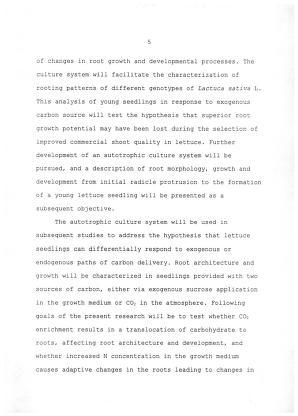 5
of changes in root growth and developmental processes. The
culture system will facilitate the characterization of
rooting patterns of different genotypes of Lactuca sativa L.
This analysis of young seedlings in response to exogenous
carbon source will test the hypothesis that superior root
growth potential may have been lost during the selection of
improved commercial shoot quality in lettuce. Further
development of an autotrophic culture system will be
pursued, and a description of root morphology, growth and
development from initial radicle protrusion to the formation
of a young lettuce seedling will be presented as a
subsequent objective.
The autotrophic culture system will be used in
subsequent studies to address the hypothesis that lettuce
seedlings can differentially respond to exogenous or
endogenous paths of carbon delivery. Root architecture and
growth will be characterized in seedlings provided with two
sources of carbon, either via exogenous sucrose application
in the growth medium or CO₂ in the atmosphere. Following
goals of the present research will be to test whether CO₂
enrichment results in a translocation of carbohydrate to
roots, affecting root architecture and development, and
whether increased N concentration in the growth medium
causes adaptive changes in the roots leading to changes in